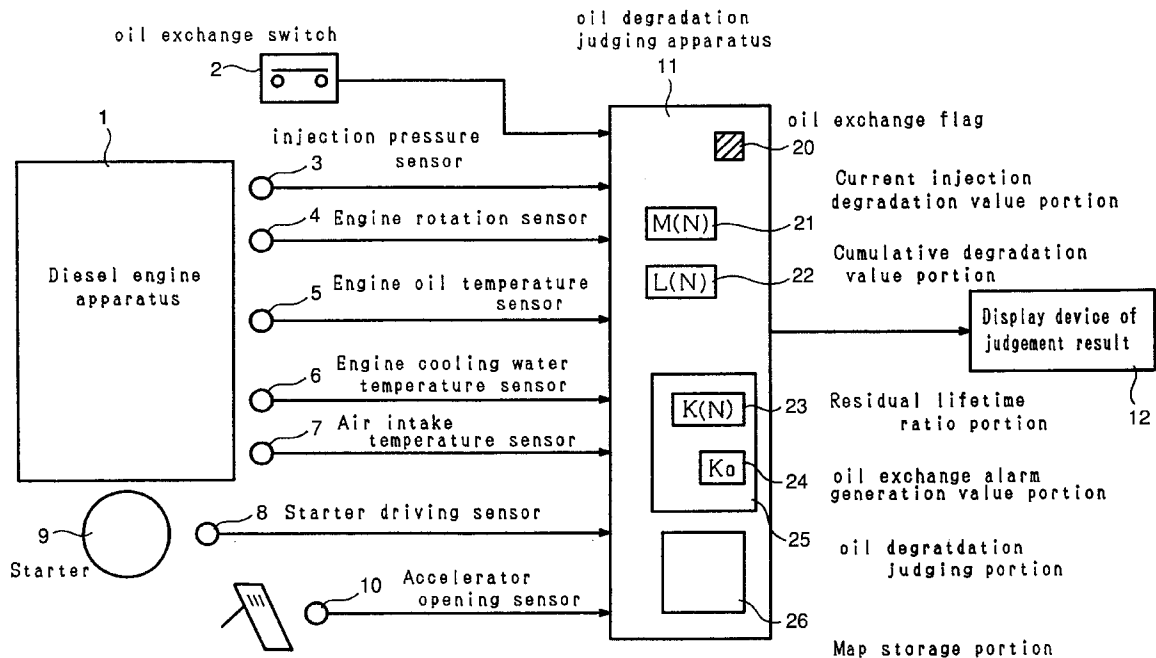 oil degradation
judging apparatus
11
oil exchange switch
2
1
oil exchange flag
20
injection pressure
sensor
3
Current injection
degradation value portion
21
M(N)
4 Engine rotation sensor
Cumulative degradation
value portion
22
L(N)
Diesel engine
apparatus
5 Engine oil temperature
sensor
Display device of
judgement result
12
6 Engine cooling water
temperature sensor
K(N)
23
Residual lifetime
ratio portion
7 Air intake
temperature sensor
Ko
24
oil exchange alarm
generation value portion
9
Starter
8 Starter driving sensor
25
oil degratdation
judging portion
10 Accelerator
opening sensor
26
Map storage portion